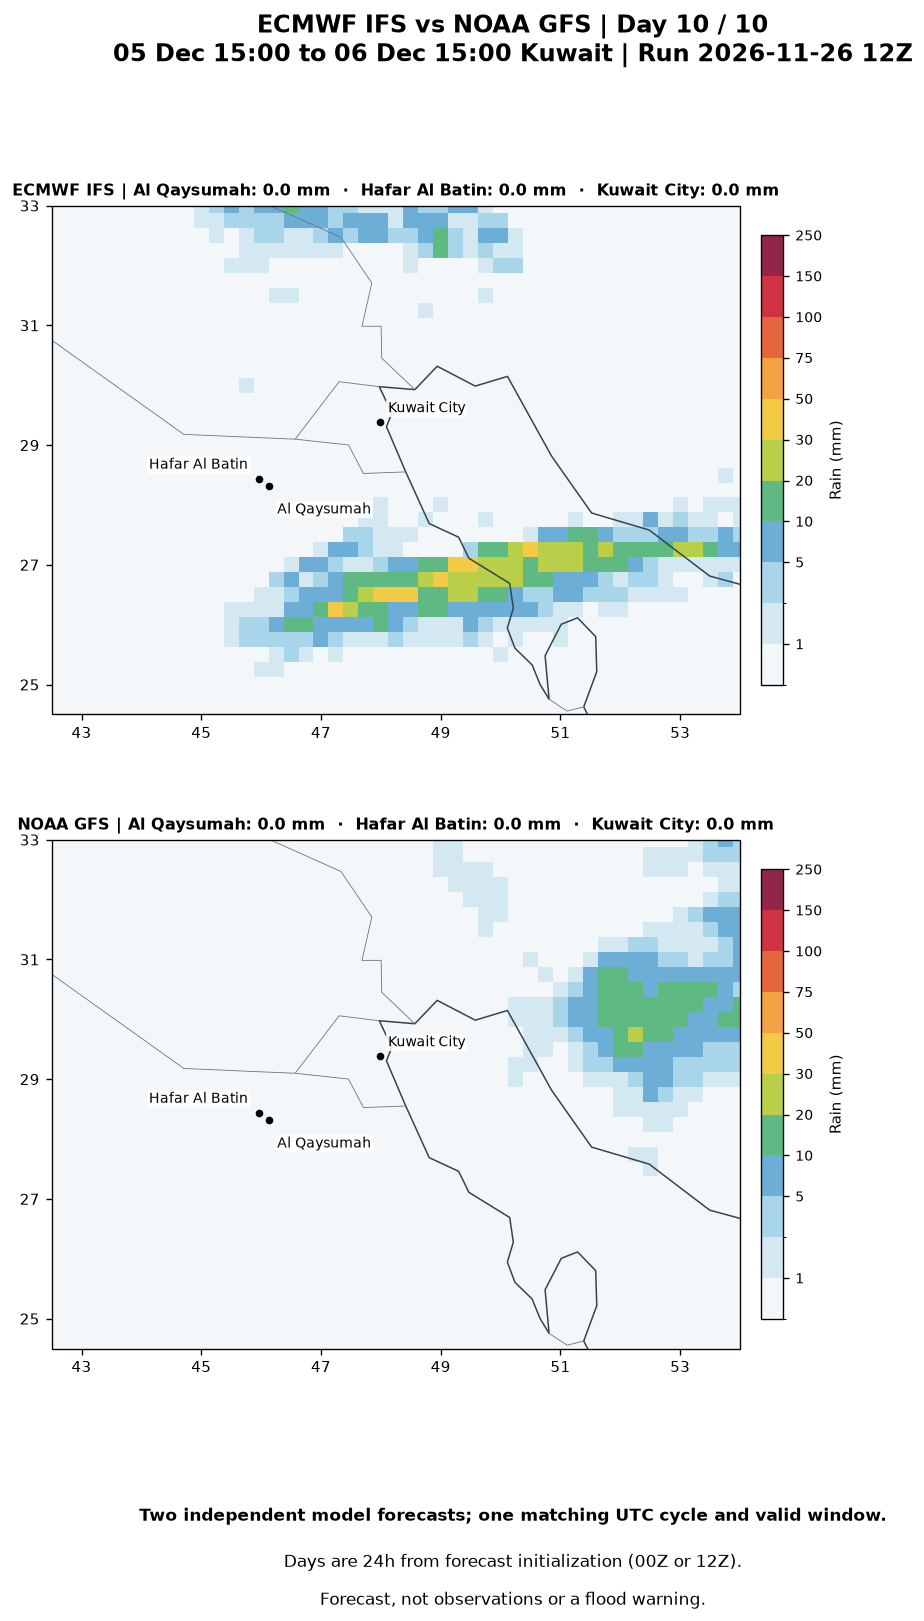 ECMWF IFS vs NOAA GFS | Day 10 / 10
05 Dec 15:00 to 06 Dec 15:00 Kuwait | Run 2026-11-26 12Z
ECMWF IFS | Al Qaysumah: 0.0 mm · Hafar Al Batin: 0.0 mm · Kuwait City: 0.0 mm
33
31
29
27
25
43 45 47 49 51 53
Kuwait City
Hafar Al Batin
Al Qaysumah
250
150
100
75
50
30
20
10
5
1
Rain (mm)
NOAA GFS | Al Qaysumah: 0.0 mm · Hafar Al Batin: 0.0 mm · Kuwait City: 0.0 mm
33
31
29
27
25
43 45 47 49 51 53
Kuwait City
Hafar Al Batin
Al Qaysumah
250
150
100
75
50
30
20
10
5
1
Rain (mm)
Two independent model forecasts; one matching UTC cycle and valid window.
Days are 24h from forecast initialization (00Z or 12Z).
Forecast, not observations or a flood warning.